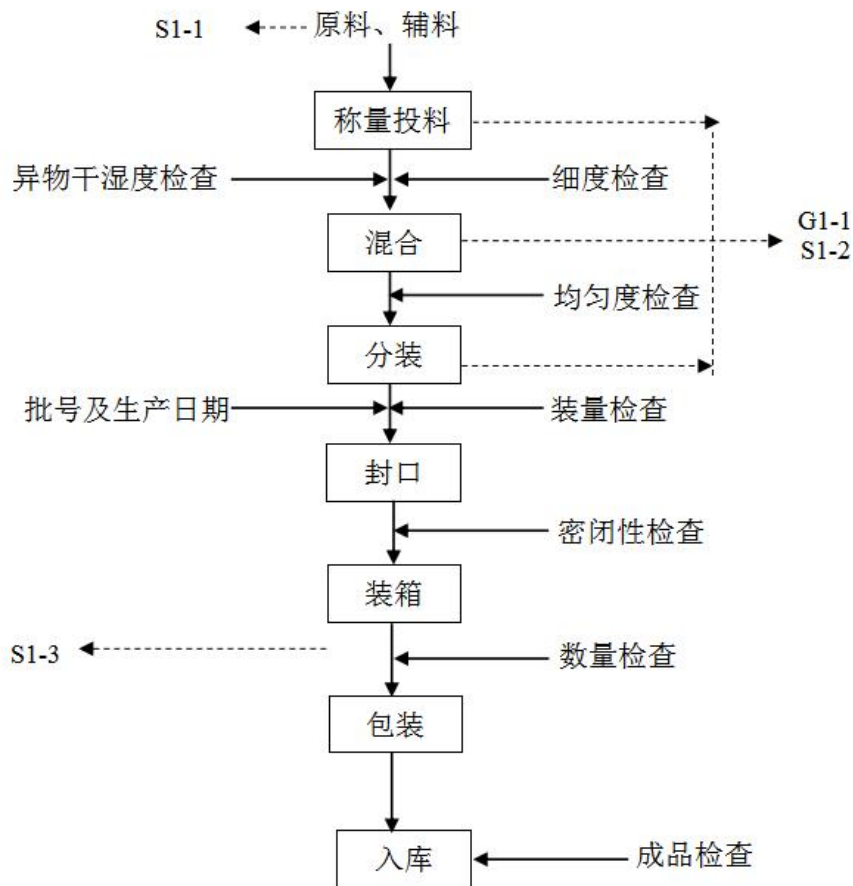 S1-1
原料、辅料
称量投料
异物干湿度检查
细度检查
混合
G1-1
S1-2
均匀度检查
分装
批号及生产日期
装量检查
封口
密闭性检查
装箱
S1-3
数量检查
包装
入库
成品检查